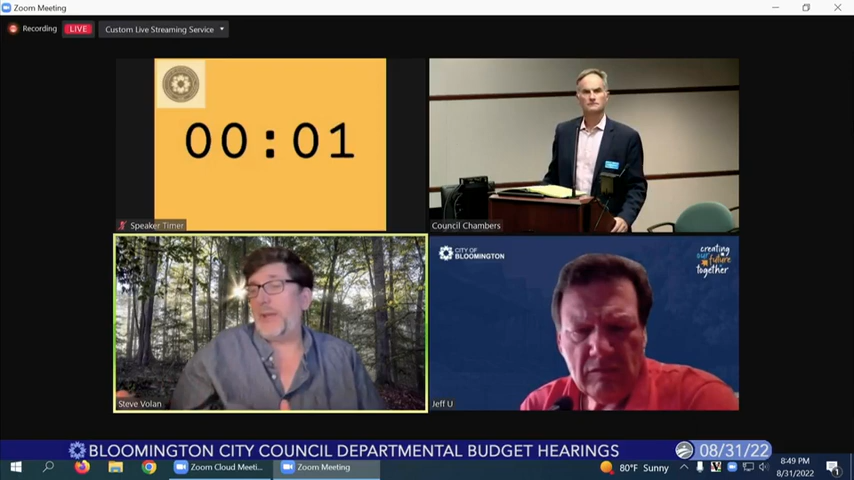 Zoom Meeting
Recording
LIVE
Custom Live Streaming Service
00:01
Speaker Timer
Council Chambers
CITY OF
BLOOMINGTON
creating
our future
together
Steve Volan
Jeff U
BLOOMINGTON CITY COUNCIL DEPARTMENTAL BUDGET HEARINGS
08/31/22
Zoom Cloud Meeti...
Zoom Meeting
80°F Sunny
8:49 PM
8/31/2022
1